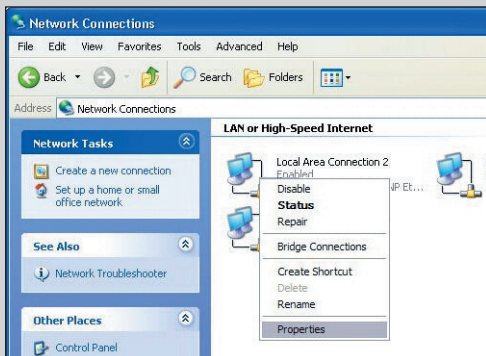 Network Connections
File Edit View Favorites Tools Advanced Help
Back Search Folders
Address Network Connections
Network Tasks
Create a new connection
Set up a home or small
office network
See Also
Network Troubleshooter
Other Places
Control Panel
LAN or High-Speed Internet
Local Area Connection 2
Enabled
Disable
Status
Repair
Bridge Connections
Create Shortcut
Delete
Rename
Properties